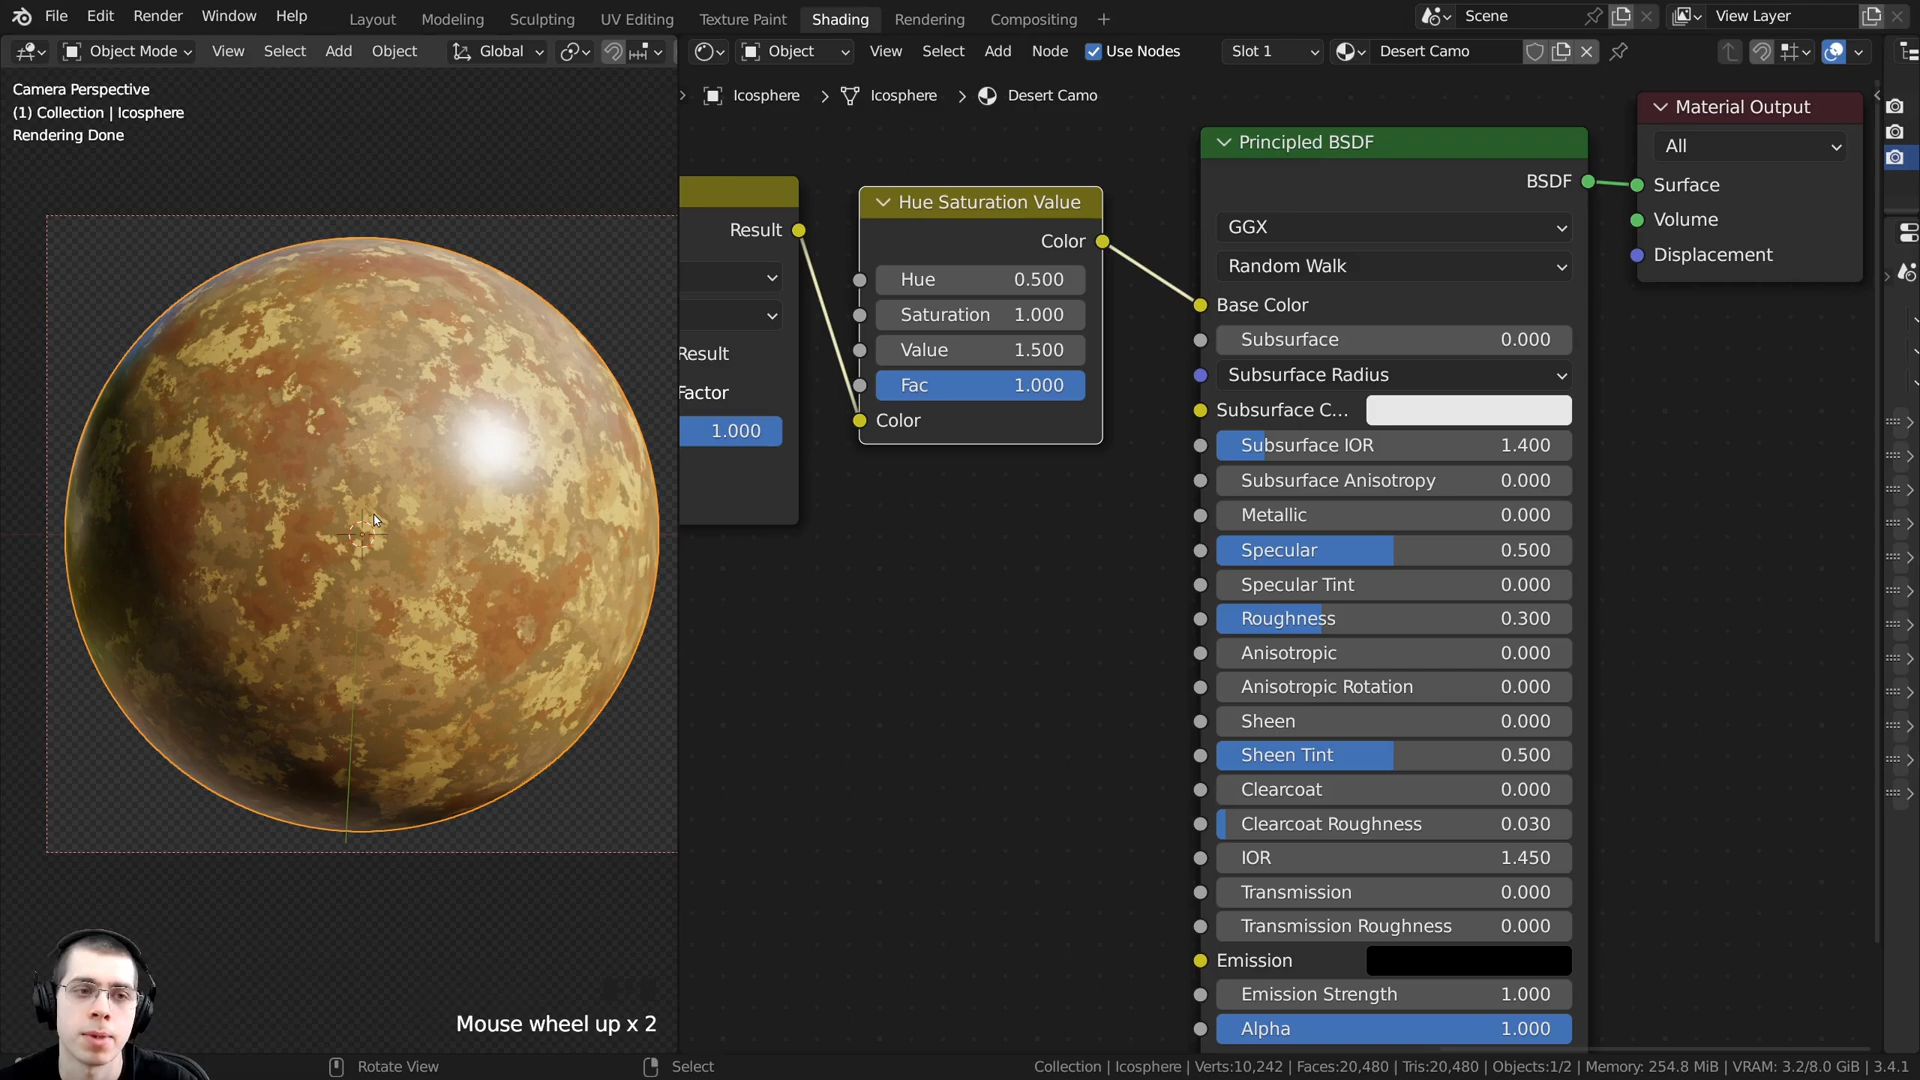 File Edit Render Window Help
Layout Modeling Sculpting UV Editing Texture Paint Shading Rendering Compositing +
Scene View Layer
Object Mode View Select Add Object Global
Object View Select Add Node Use Nodes Slot 1 Desert Camo
Camera Perspective
(1) Collection | Icosphere
Rendering Done
Icosphere > Icosphere > Desert Camo
Result
Result
Factor
1.000
Hue Saturation Value
Color
Hue 0.500
Saturation 1.000
Value 1.500
Fac 1.000
Color
Principled BSDF
BSDF
GGX
Random Walk
Base Color
Subsurface 0.000
Subsurface Radius
Subsurface C...
Subsurface IOR 1.400
Subsurface Anisotropy 0.000
Metallic 0.000
Specular 0.500
Specular Tint 0.000
Roughness 0.300
Anisotropic 0.000
Anisotropic Rotation 0.000
Sheen 0.000
Sheen Tint 0.500
Clearcoat 0.000
Clearcoat Roughness 0.030
IOR 1.450
Transmission 0.000
Transmission Roughness 0.000
Emission
Emission Strength 1.000
Alpha 1.000
Material Output
All
Surface
Volume
Displacement
Mouse wheel up x 2
Rotate View Select
Collection | Icosphere | Verts:10,242 | Faces:20,480 | Tris:20,480 | Objects:1/2 | Memory: 254.8 MiB | VRAM: 3.2/8.0 GiB | 3.4.1